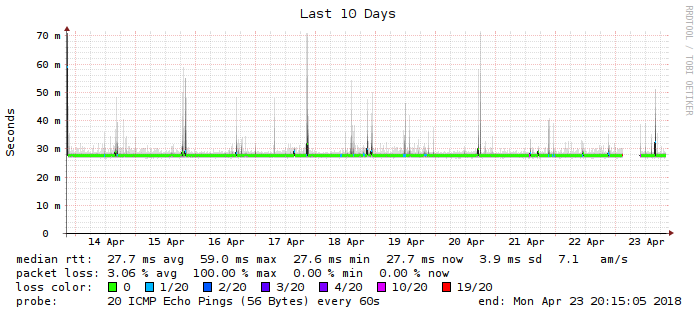 Last 10 Days
RRDTOOL / TOBI OETIKER
Seconds
70 m
60 m
50 m
40 m
30 m
20 m
10 m
0
14 Apr 15 Apr 16 Apr 17 Apr 18 Apr 19 Apr 20 Apr 21 Apr 22 Apr 23 Apr
median rtt: 27.7 ms avg 59.0 ms max 27.6 ms min 27.7 ms now 3.9 ms sd 7.1 am/s
packet loss: 3.06 % avg 100.00 % max 0.00 % min 0.00 % now
loss color: 0 1/20 2/20 3/20 4/20 10/20 19/20
probe: 20 ICMP Echo Pings (56 Bytes) every 60s end: Mon Apr 23 20:15:05 2018